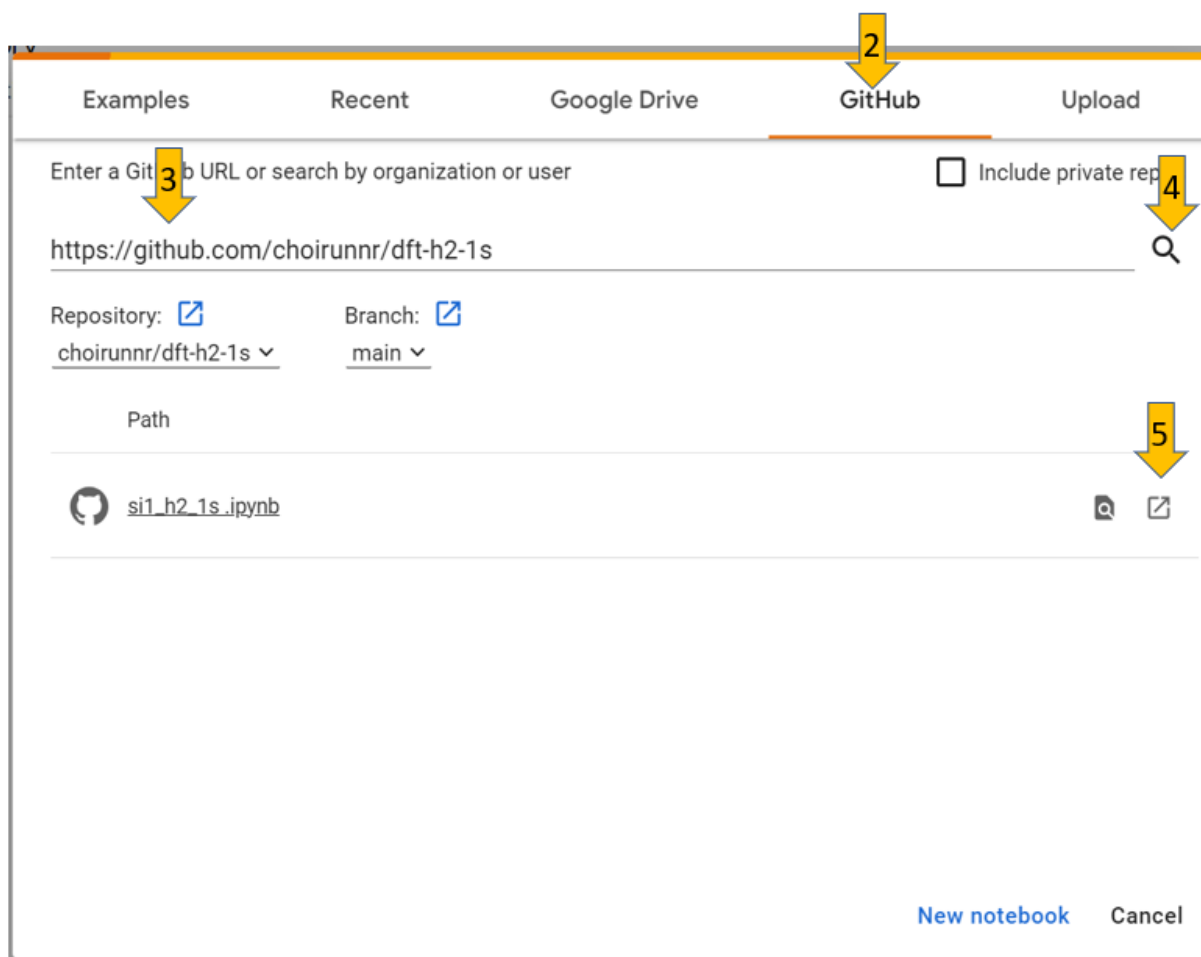 2
Examples Recent Google Drive GitHub Upload
Enter a Git b URL or search by organization or user Include private rep
3
4
https://github.com/choirunnr/dft-h2-1s
Repository: Branch:
choirunnr/dft-h2-1s main
Path
5
si1_h2_1s .ipynb
New notebook Cancel